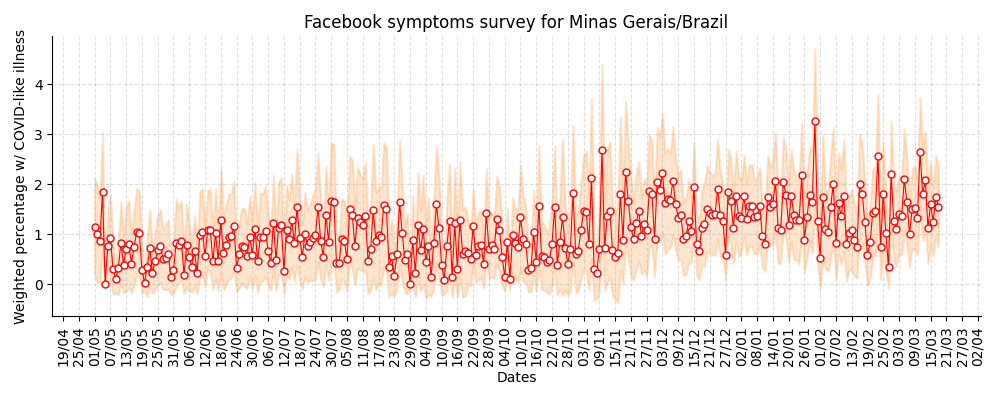 Facebook symptoms survey for Minas Gerais/Brazil
Weighted percentage w/ COVID-like illness
4
3
2
1
0
19/04 25/04 01/05 07/05 13/05 19/05 25/05 31/05 06/06 12/06 18/06 24/06 30/06 06/07 12/07 18/07 24/07 30/07 05/08 11/08 17/08 23/08 29/08 04/09 10/09 16/09 22/09 28/09 04/10 10/10 16/10 22/10 28/10 03/11 09/11 15/11 21/11 27/11 03/12 09/12 15/12 21/12 27/12 02/01 08/01 14/01 20/01 26/01 01/02 07/02 13/02 19/02 25/02 03/03 09/03 15/03 21/03 27/03 02/04
Dates